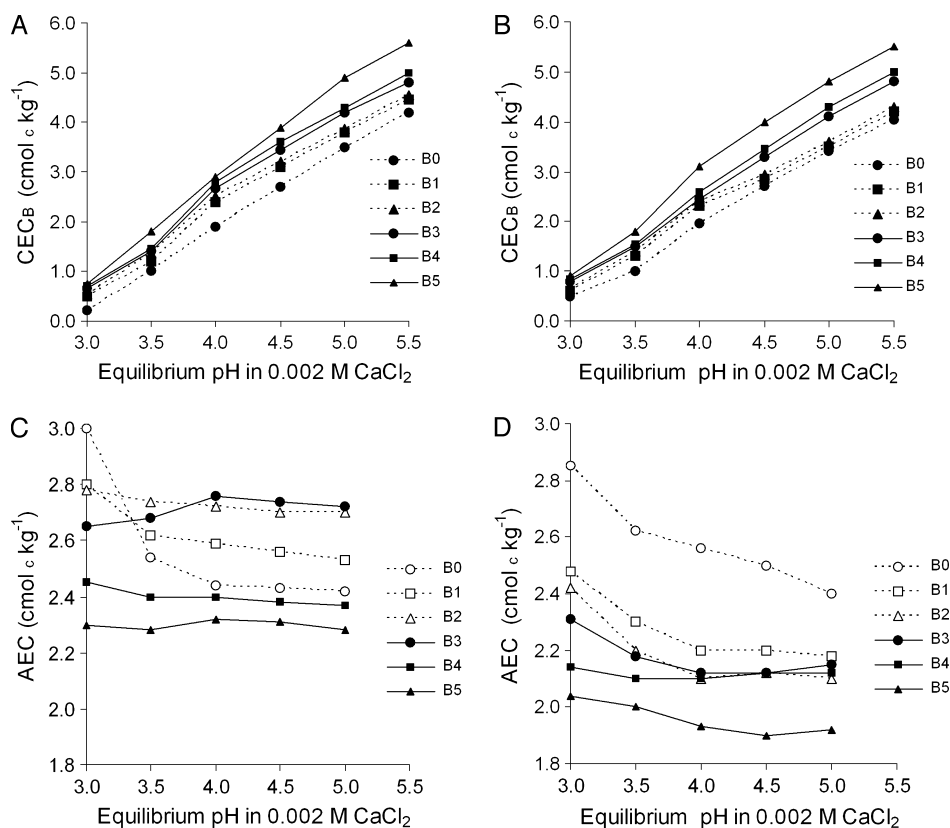 A
6.0
5.0
4.0
3.0
2.0
1.0
0.0
CECB (cmol c kg-1)
B0
B1
B2
B3
B4
B5
3.0 3.5 4.0 4.5 5.0 5.5
Equilibrium pH in 0.002 M CaCl2
B
6.0
5.0
4.0
3.0
2.0
1.0
0.0
CECB (cmol c kg-1)
B0
B1
B2
B3
B4
B5
3.0 3.5 4.0 4.5 5.0 5.5
Equilibrium pH in 0.002 M CaCl2
C
3.0
2.8
2.6
2.4
2.2
2.0
1.8
AEC (cmol c kg-1)
B0
B1
B2
B3
B4
B5
3.0 3.5 4.0 4.5 5.0 5.5
Equilibrium pH in 0.002 M CaCl2
D
3.0
2.8
2.6
2.4
2.2
2.0
1.8
AEC (cmol c kg-1)
B0
B1
B2
B3
B4
B5
3.0 3.5 4.0 4.5 5.0 5.5
Equilibrium pH in 0.002 M CaCl2